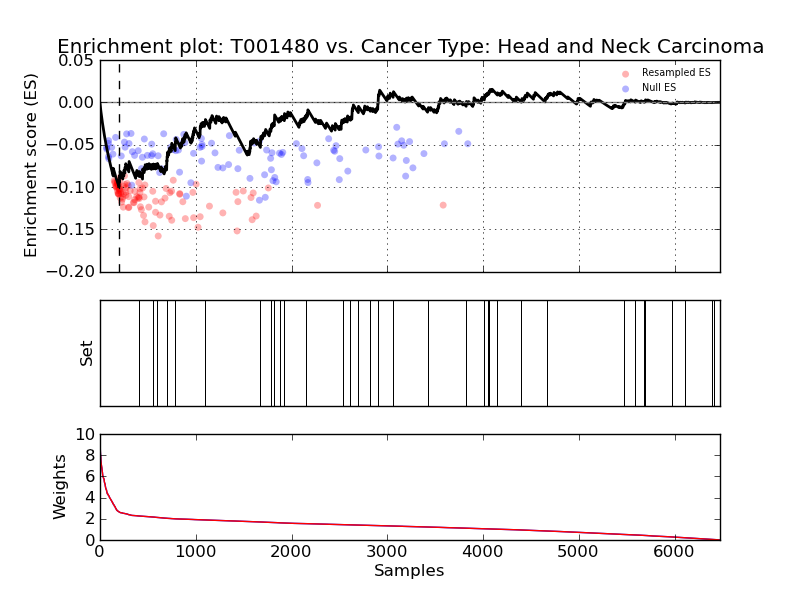 Enrichment plot: T001480 vs. Cancer Type: Head and Neck Carcinoma
0.05
0.00
−0.05
−0.10
−0.15
−0.20
Enrichment score (ES)
Resampled ES
Null ES
Set
10
8
6
4
2
0
Weights
0 1000 2000 3000 4000 5000 6000
Samples